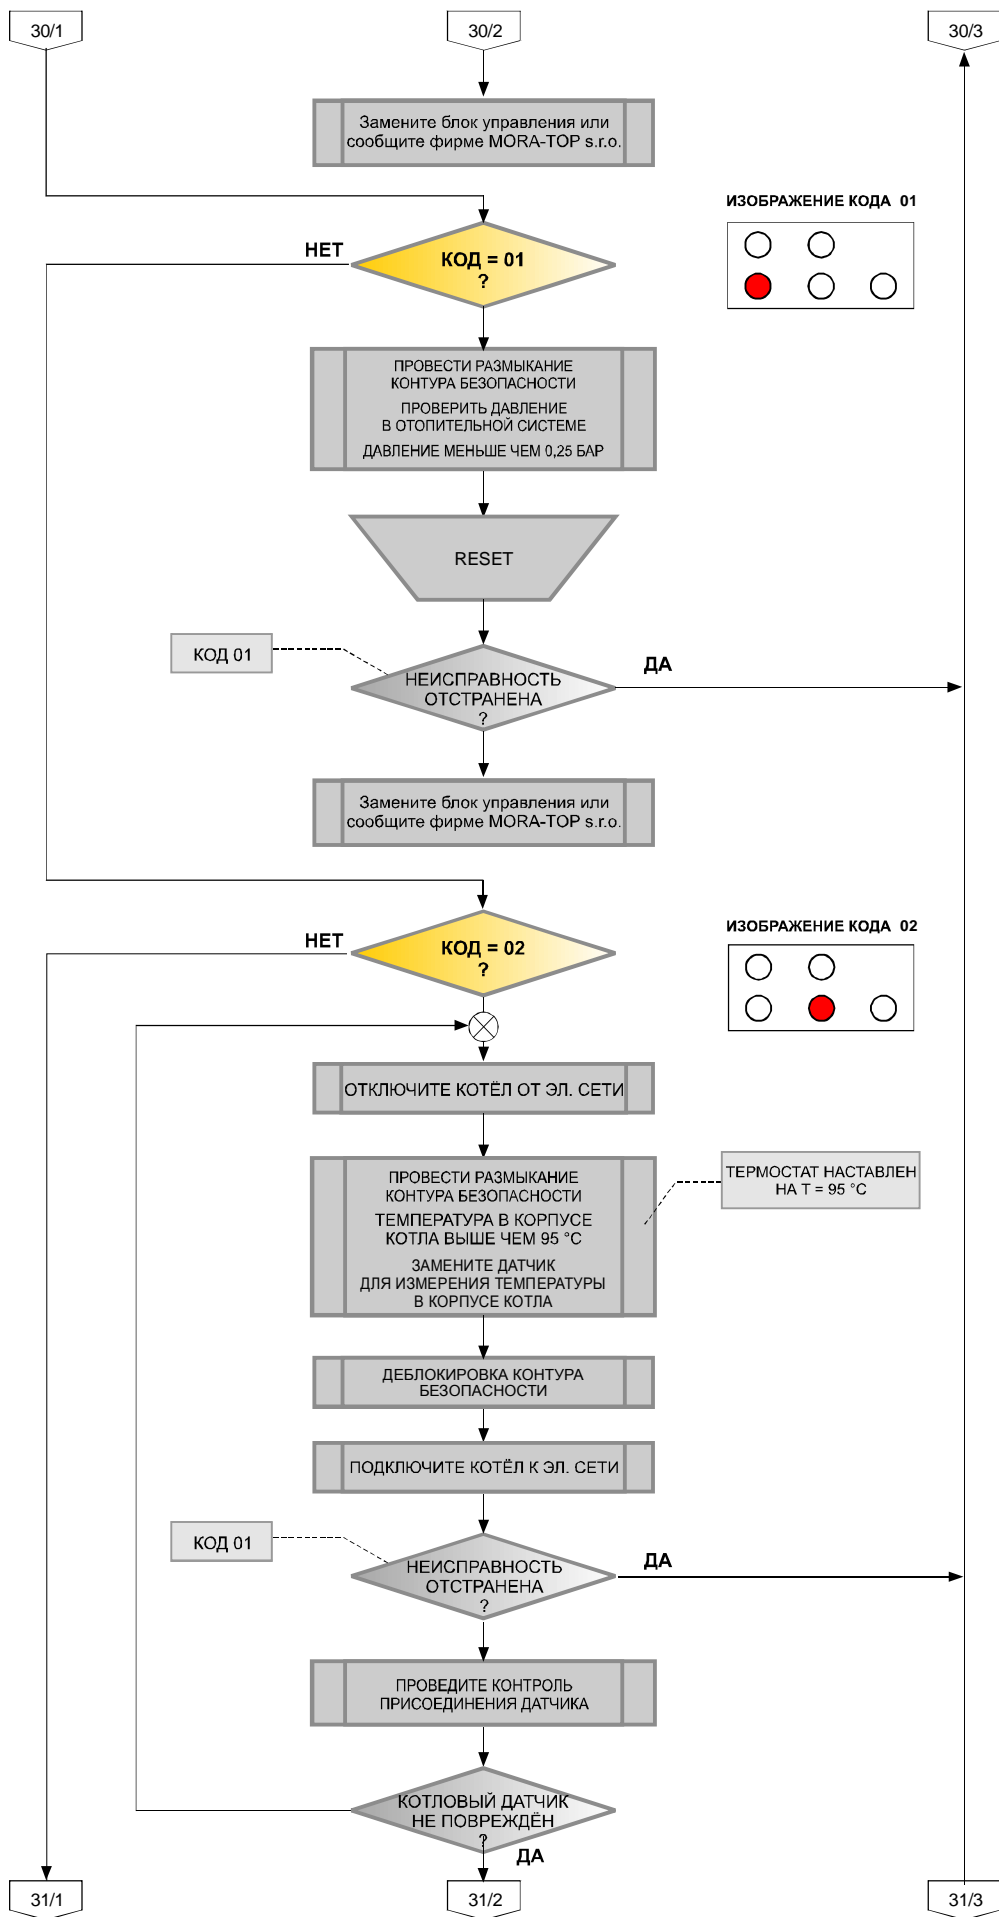 30/1
30/2
30/3
Замените блок управления или
сообщите фирме MORA-TOP s.r.o.
ИЗОБРАЖЕНИЕ КОДА 01
НЕТ
КОД = 01
?
ПРОВЕСТИ РАЗМЫКАНИЕ
КОНТУРА БЕЗОПАСНОСТИ
ПРОВЕРИТЬ ДАВЛЕНИЕ
В ОТОПИТЕЛЬНОЙ СИСТЕМЕ
ДАВЛЕНИЕ МЕНЬШЕ ЧЕМ 0,25 БАР
RESET
КОД 01
НЕИСПРАВНОСТЬ
ОТСТРАНЕНА
?
ДА
Замените блок управления или
сообщите фирме MORA-TOP s.r.o.
ИЗОБРАЖЕНИЕ КОДА 02
НЕТ
КОД = 02
?
ОТКЛЮЧИТЕ КОТЁЛ ОТ ЭЛ. СЕТИ
ПРОВЕСТИ РАЗМЫКАНИЕ
КОНТУРА БЕЗОПАСНОСТИ
ТЕМПЕРАТУРА В КОРПУСЕ
КОТЛА ВЫШЕ ЧЕМ 95 °C
ЗАМЕНИТЕ ДАТЧИК
ДЛЯ ИЗМЕРЕНИЯ ТЕМПЕРАТУРЫ
В КОРПУСЕ КОТЛА
ТЕРМОСТАТ НАСТАВЛЕН
НА T = 95 °C
ДЕБЛОКИРОВКА КОНТУРА
БЕЗОПАСНОСТИ
ПОДКЛЮЧИТЕ КОТЁЛ К ЭЛ. СЕТИ
КОД 01
НЕИСПРАВНОСТЬ
ОТСТРАНЕНА
?
ДА
ПРОВЕДИТЕ КОНТРОЛЬ
ПРИСОЕДИНЕНИЯ ДАТЧИКА
КОТЛОВЫЙ ДАТЧИК
НЕ ПОВРЕЖДЁН
?
ДА
31/1
31/2
31/3